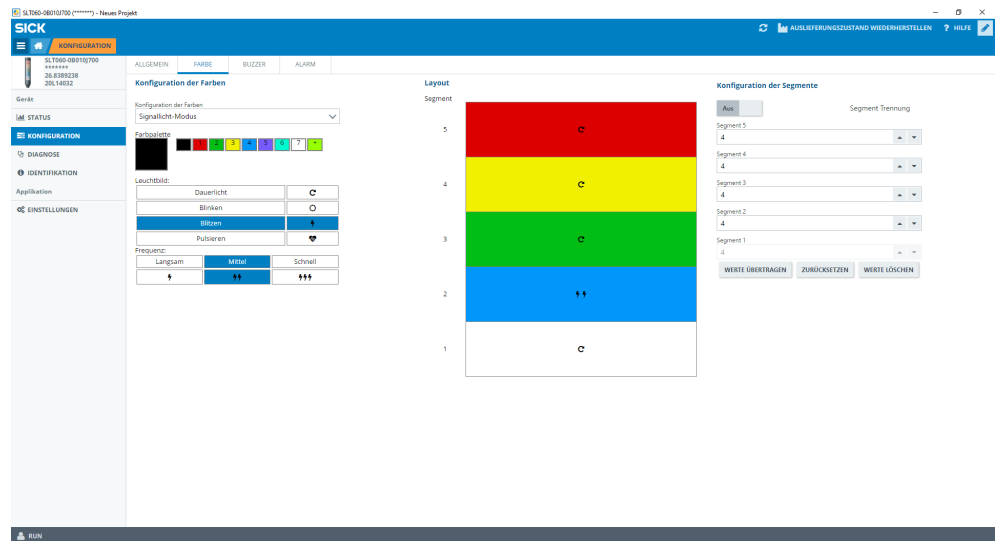 SLT060-0B010J700 (*******) - Neues Projekt
SICK
AUSLIEFERUNGSZUSTAND WIEDERHERSTELLEN
? HILFE
KONFIGURATION
SLT060-0B010J700
*******
26.8389238
20L14032
Gerät
STATUS
KONFIGURATION
DIAGNOSE
IDENTIFIKATION
Applikation
EINSTELLUNGEN
ALLGEMEIN FARBE BUZZER ALARM
Konfiguration der Farben
Konfiguration der Farben
Signallicht-Modus
Farbpalette
1 2 3 4 5 6 7 +
Leuchtbild:
Dauerlicht
Blinken
Blitzen
Pulsieren
Frequenz:
Langsam Mittel Schnell
Layout
Segment
5
4
3
2
1
Konfiguration der Segmente
Aus Segment Trennung
Segment 5
4
Segment 4
4
Segment 3
4
Segment 2
4
Segment 1
4
WERTE ÜBERTRAGEN ZURÜCKSETZEN WERTE LÖSCHEN
RUN